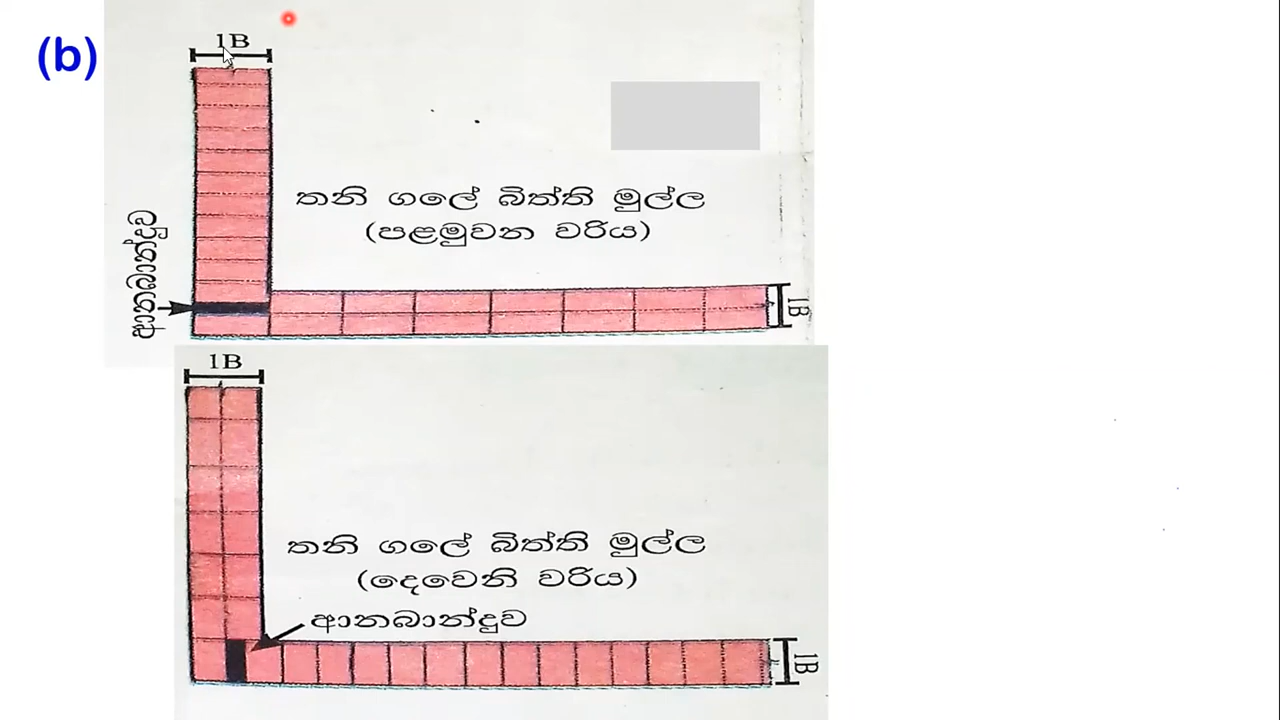 (b)
1B
තනි ගලේ බිත්ති මුල්ල
(පළමුවන වරිය)
ආනබාන්දුව
1B
1B
තනි ගලේ බිත්ති මුල්ල
(දෙවෙනි වරිය)
ආනබාන්දුව
1B